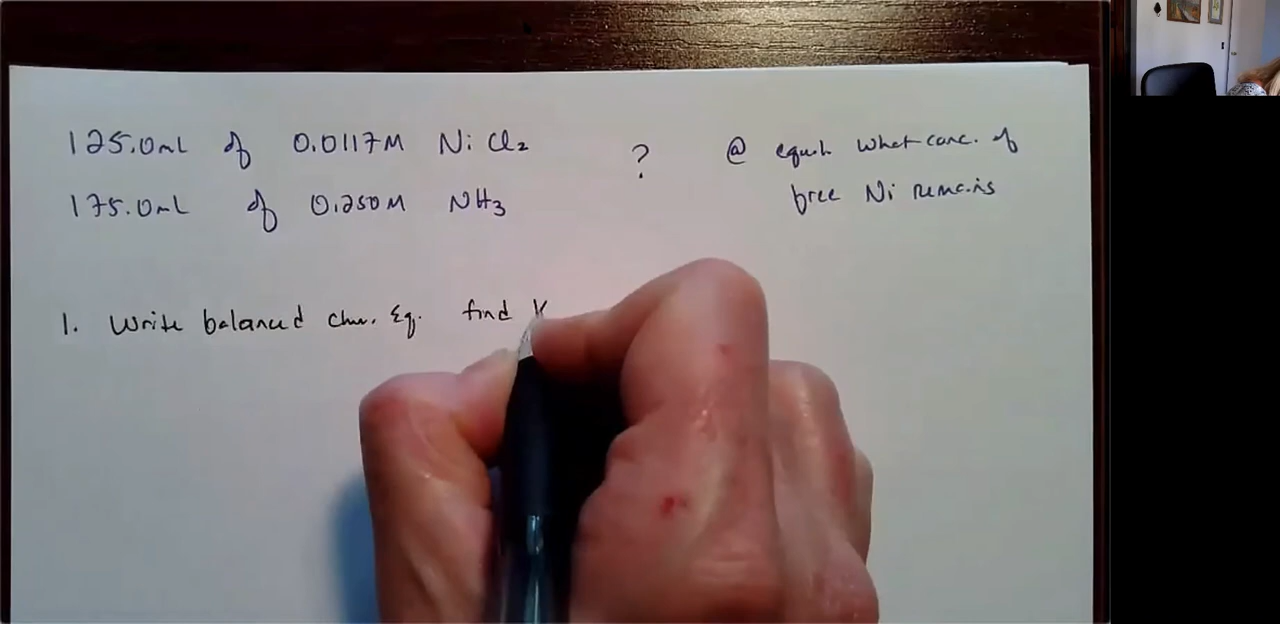 125.0mL of 0.0117M NiCl₂
175.0mL of 0.250M NH₃
?
@ equil. what conc. of
free Ni remains
1. Write balanced chm. Eq. find K